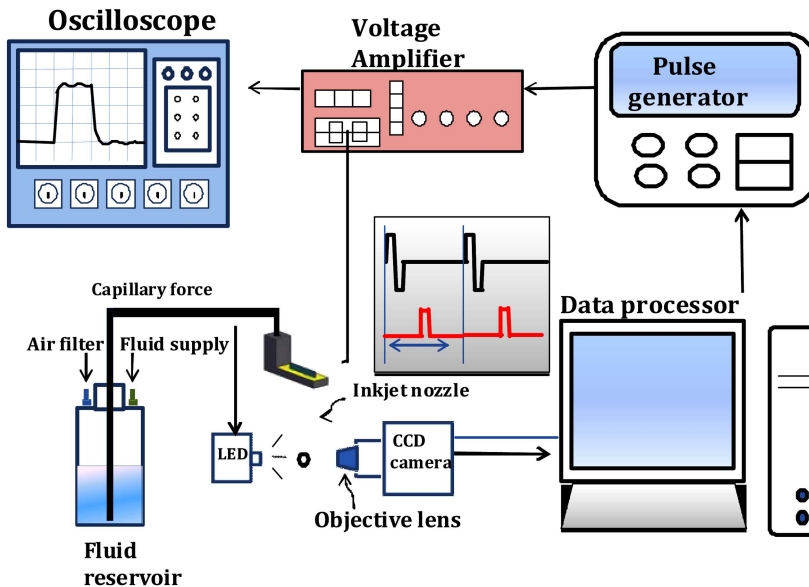 Oscilloscope
Voltage
Amplifier
Pulse
generator
Capillary force
Air filter
Fluid supply
Inkjet nozzle
Data processor
LED
CCD
camera
Objective lens
Fluid
reservoir